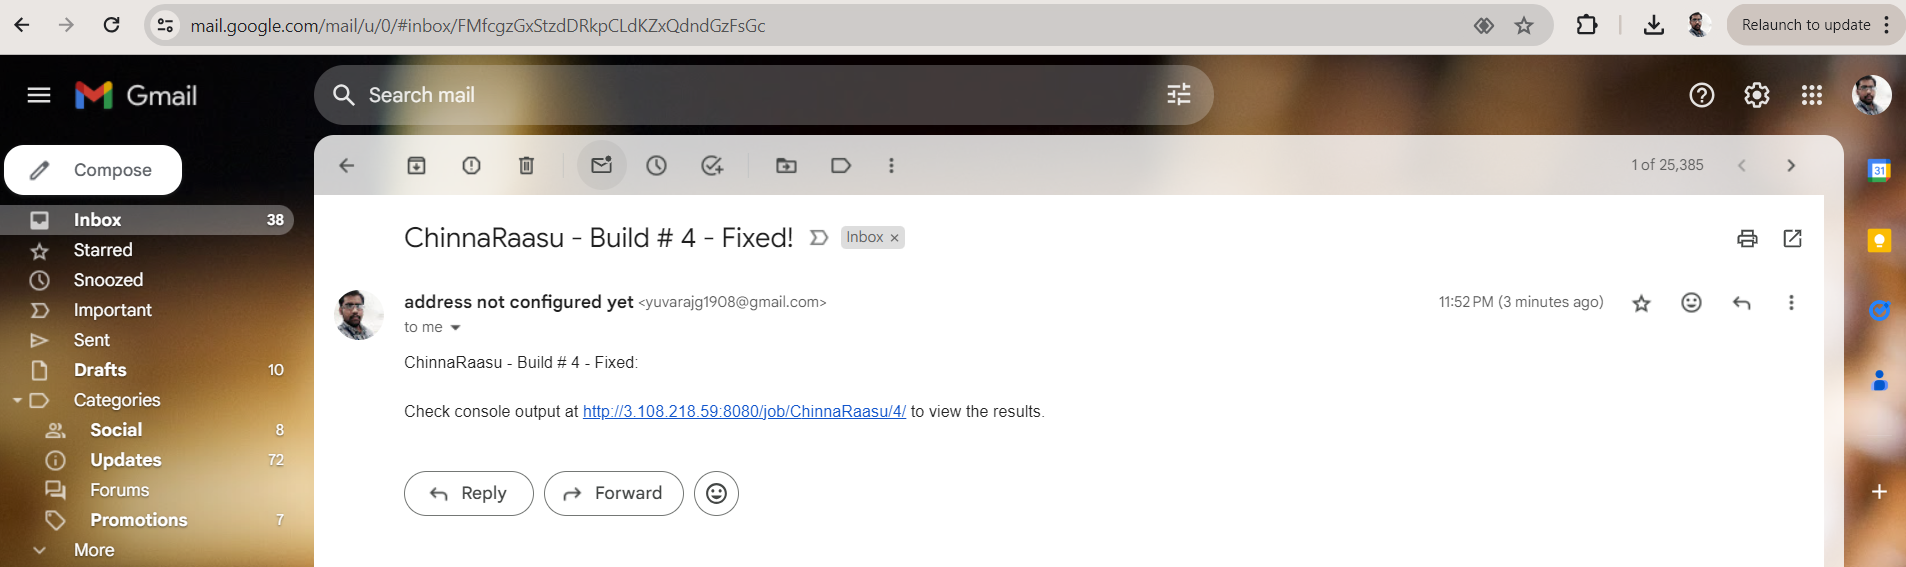 mail.google.com/mail/u/0/#inbox/FMfcgzGxStzdDRkpCLdKZxQdndGzFsGc
Relaunch to update
Gmail
Search mail
Compose
1 of 25,385
31
Inbox 38
Starred
Snoozed
Important
Sent
Drafts 10
Categories
Social 8
Updates 72
Forums
Promotions 7
More
ChinnaRaasu - Build # 4 - Fixed! Inbox ×
address not configured yet <yuvarajg1908@gmail.com> 11:52 PM (3 minutes ago)
to me
ChinnaRaasu - Build # 4 - Fixed:
Check console output at http://3.108.218.59:8080/job/ChinnaRaasu/4/ to view the results.
Reply Forward